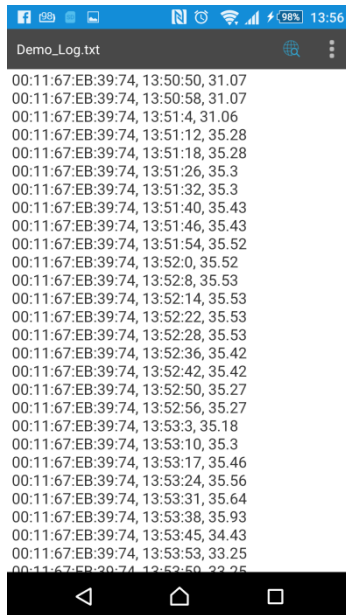 98% 13:56
Demo_Log.txt
00:11:67:EB:39:74, 13:50:50, 31.07
00:11:67:EB:39:74, 13:50:58, 31.07
00:11:67:EB:39:74, 13:51:4, 31.06
00:11:67:EB:39:74, 13:51:12, 35.28
00:11:67:EB:39:74, 13:51:18, 35.28
00:11:67:EB:39:74, 13:51:26, 35.3
00:11:67:EB:39:74, 13:51:32, 35.3
00:11:67:EB:39:74, 13:51:40, 35.43
00:11:67:EB:39:74, 13:51:46, 35.43
00:11:67:EB:39:74, 13:51:54, 35.52
00:11:67:EB:39:74, 13:52:0, 35.52
00:11:67:EB:39:74, 13:52:8, 35.53
00:11:67:EB:39:74, 13:52:14, 35.53
00:11:67:EB:39:74, 13:52:22, 35.53
00:11:67:EB:39:74, 13:52:28, 35.53
00:11:67:EB:39:74, 13:52:36, 35.42
00:11:67:EB:39:74, 13:52:42, 35.42
00:11:67:EB:39:74, 13:52:50, 35.27
00:11:67:EB:39:74, 13:52:56, 35.27
00:11:67:EB:39:74, 13:53:3, 35.18
00:11:67:EB:39:74, 13:53:10, 35.3
00:11:67:EB:39:74, 13:53:17, 35.46
00:11:67:EB:39:74, 13:53:24, 35.56
00:11:67:EB:39:74, 13:53:31, 35.64
00:11:67:EB:39:74, 13:53:38, 35.93
00:11:67:EB:39:74, 13:53:45, 34.43
00:11:67:EB:39:74, 13:53:53, 33.25
00:11:67:EB:39:74, 13:53:59, 33.25